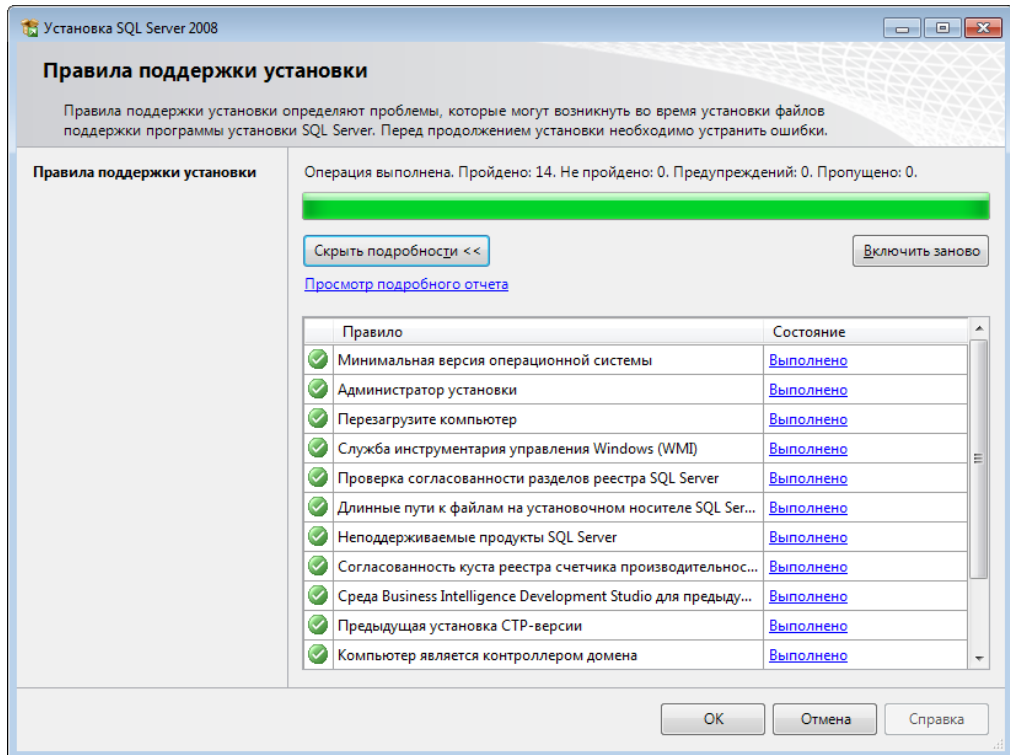 Установка SQL Server 2008
Правила поддержки установки
Правила поддержки установки определяют проблемы, которые могут возникнуть во время установки файлов
поддержки программы установки SQL Server. Перед продолжением установки необходимо устранить ошибки.
Правила поддержки установки
Операция выполнена. Пройдено: 14. Не пройдено: 0. Предупреждений: 0. Пропущено: 0.
Скрыть подробности <<
Включить заново
Просмотр подробного отчета
Правило Состояние
Минимальная версия операционной системы Выполнено
Администратор установки Выполнено
Перезагрузите компьютер Выполнено
Служба инструментария управления Windows (WMI) Выполнено
Проверка согласованности разделов реестра SQL Server Выполнено
Длинные пути к файлам на установочном носителе SQL Ser... Выполнено
Неподдерживаемые продукты SQL Server Выполнено
Согласованность куста реестра счетчика производительнос... Выполнено
Среда Business Intelligence Development Studio для предыду... Выполнено
Предыдущая установка CTP-версии Выполнено
Компьютер является контроллером домена Выполнено
ОК Отмена Справка